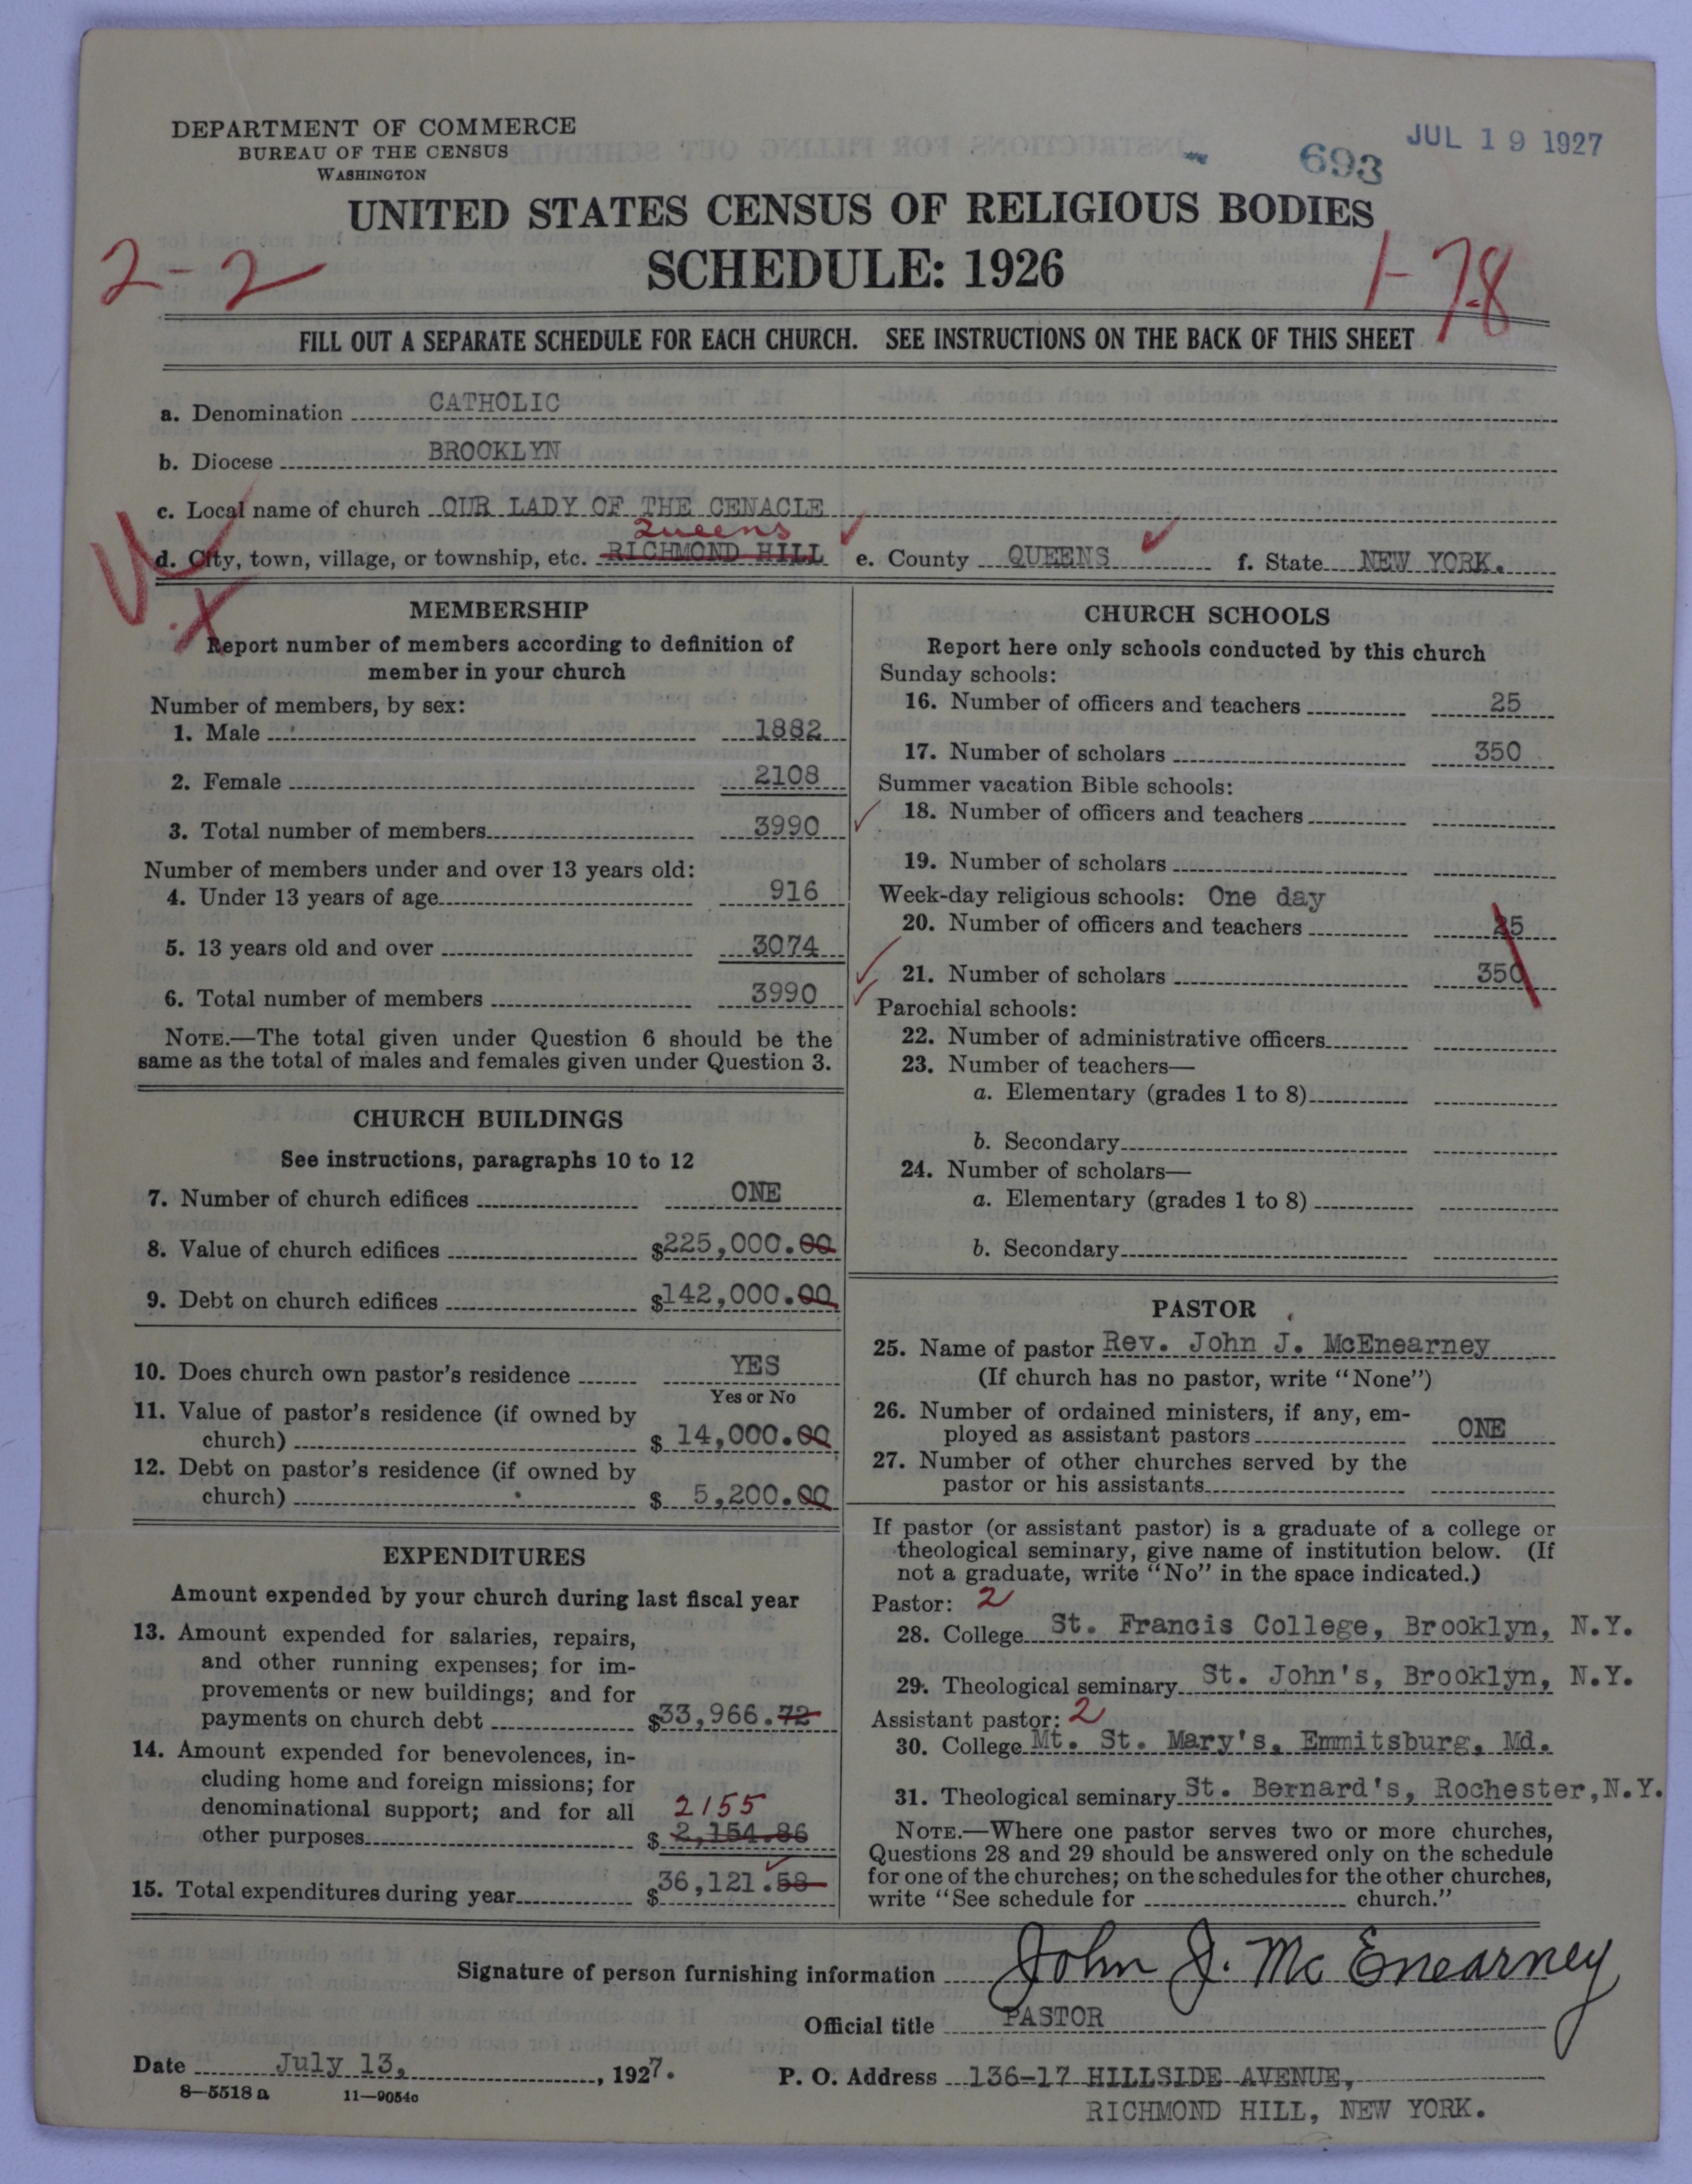 DEPARTMENT OF COMMERCE
BUREAU OF THE CENSUS
WASHINGTON
693
JUL 19 1927
UNITED STATES CENSUS OF RELIGIOUS BODIES
SCHEDULE: 1926
2-2
1-78
FILL OUT A SEPARATE SCHEDULE FOR EACH CHURCH. SEE INSTRUCTIONS ON THE BACK OF THIS SHEET
a. Denomination CATHOLIC
b. Diocese BROOKLYN
c. Local name of church OUR LADY OF THE CENACLE
Queens
d. City, town, village, or township, etc. RICHMOND HILL e. County QUEENS f. State NEW YORK.
X
MEMBERSHIP
Report number of members according to definition of
member in your church
Number of members, by sex:
1. Male 1882
2. Female 2108
3. Total number of members 3990
Number of members under and over 13 years old:
4. Under 13 years of age 916
5. 13 years old and over 3074
6. Total number of members 3990
NOTE.—The total given under Question 6 should be the
same as the total of males and females given under Question 3.
CHURCH BUILDINGS
See instructions, paragraphs 10 to 12
7. Number of church edifices ONE
8. Value of church edifices $225,000.00
9. Debt on church edifices $142,000.00
10. Does church own pastor's residence YES
Yes or No
11. Value of pastor's residence (if owned by
church) $14,000.00
12. Debt on pastor's residence (if owned by
church) $5,200.00
EXPENDITURES
Amount expended by your church during last fiscal year
13. Amount expended for salaries, repairs,
and other running expenses; for im-
provements or new buildings; and for
payments on church debt $33,966.72
14. Amount expended for benevolences, in-
cluding home and foreign missions; for
denominational support; and for all 2155
other purposes $2,154.86
15. Total expenditures during year $36,121.58
CHURCH SCHOOLS
Report here only schools conducted by this church
Sunday schools:
16. Number of officers and teachers 25
17. Number of scholars 350
Summer vacation Bible schools:
18. Number of officers and teachers
19. Number of scholars
Week-day religious schools: One day
20. Number of officers and teachers 25
21. Number of scholars 350
Parochial schools:
22. Number of administrative officers
23. Number of teachers—
a. Elementary (grades 1 to 8)
b. Secondary
24. Number of scholars—
a. Elementary (grades 1 to 8)
b. Secondary
PASTOR
25. Name of pastor Rev. John J. McEnearney
(If church has no pastor, write "None")
26. Number of ordained ministers, if any, em-
ployed as assistant pastors ONE
27. Number of other churches served by the
pastor or his assistants
If pastor (or assistant pastor) is a graduate of a college or
theological seminary, give name of institution below. (If
not a graduate, write "No" in the space indicated.)
Pastor: 2
28. College St. Francis College, Brooklyn, N.Y.
29. Theological seminary St. John's, Brooklyn, N.Y.
Assistant pastor: 2
30. College Mt. St. Mary's, Emmitsburg, Md.
31. Theological seminary St. Bernard's, Rochester, N.Y.
NOTE.—Where one pastor serves two or more churches,
Questions 28 and 29 should be answered only on the schedule
for one of the churches; on the schedules for the other churches,
write "See schedule for church."
Signature of person furnishing information John J. McEnearney
Official title PASTOR
Date July 13, 1927. P. O. Address 136-17 HILLSIDE AVENUE,
8—5518 a 11—9054c
RICHMOND HILL, NEW YORK.